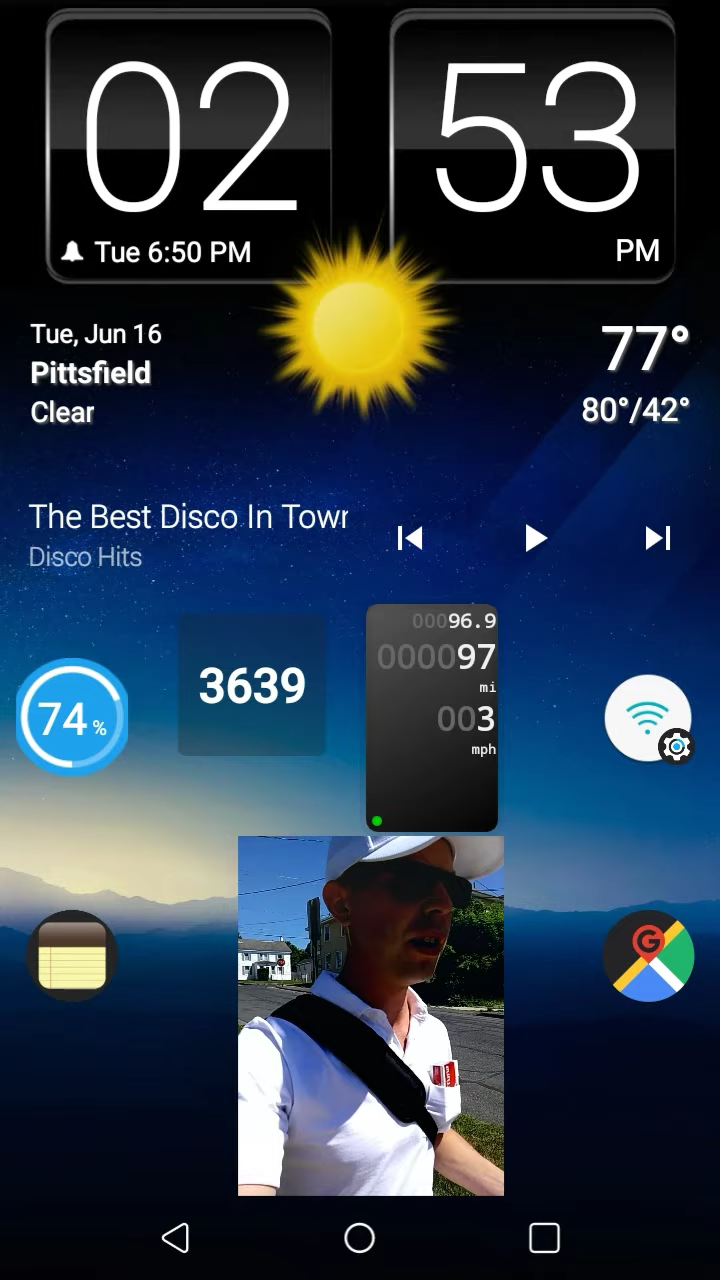 02 53
Tue 6:50 PM
PM
Tue, Jun 16
Pittsfield
Clear
77°
80°/42°
The Best Disco In Towr
Disco Hits
00096.9
000097
mi
003
mph
3639
74%
G